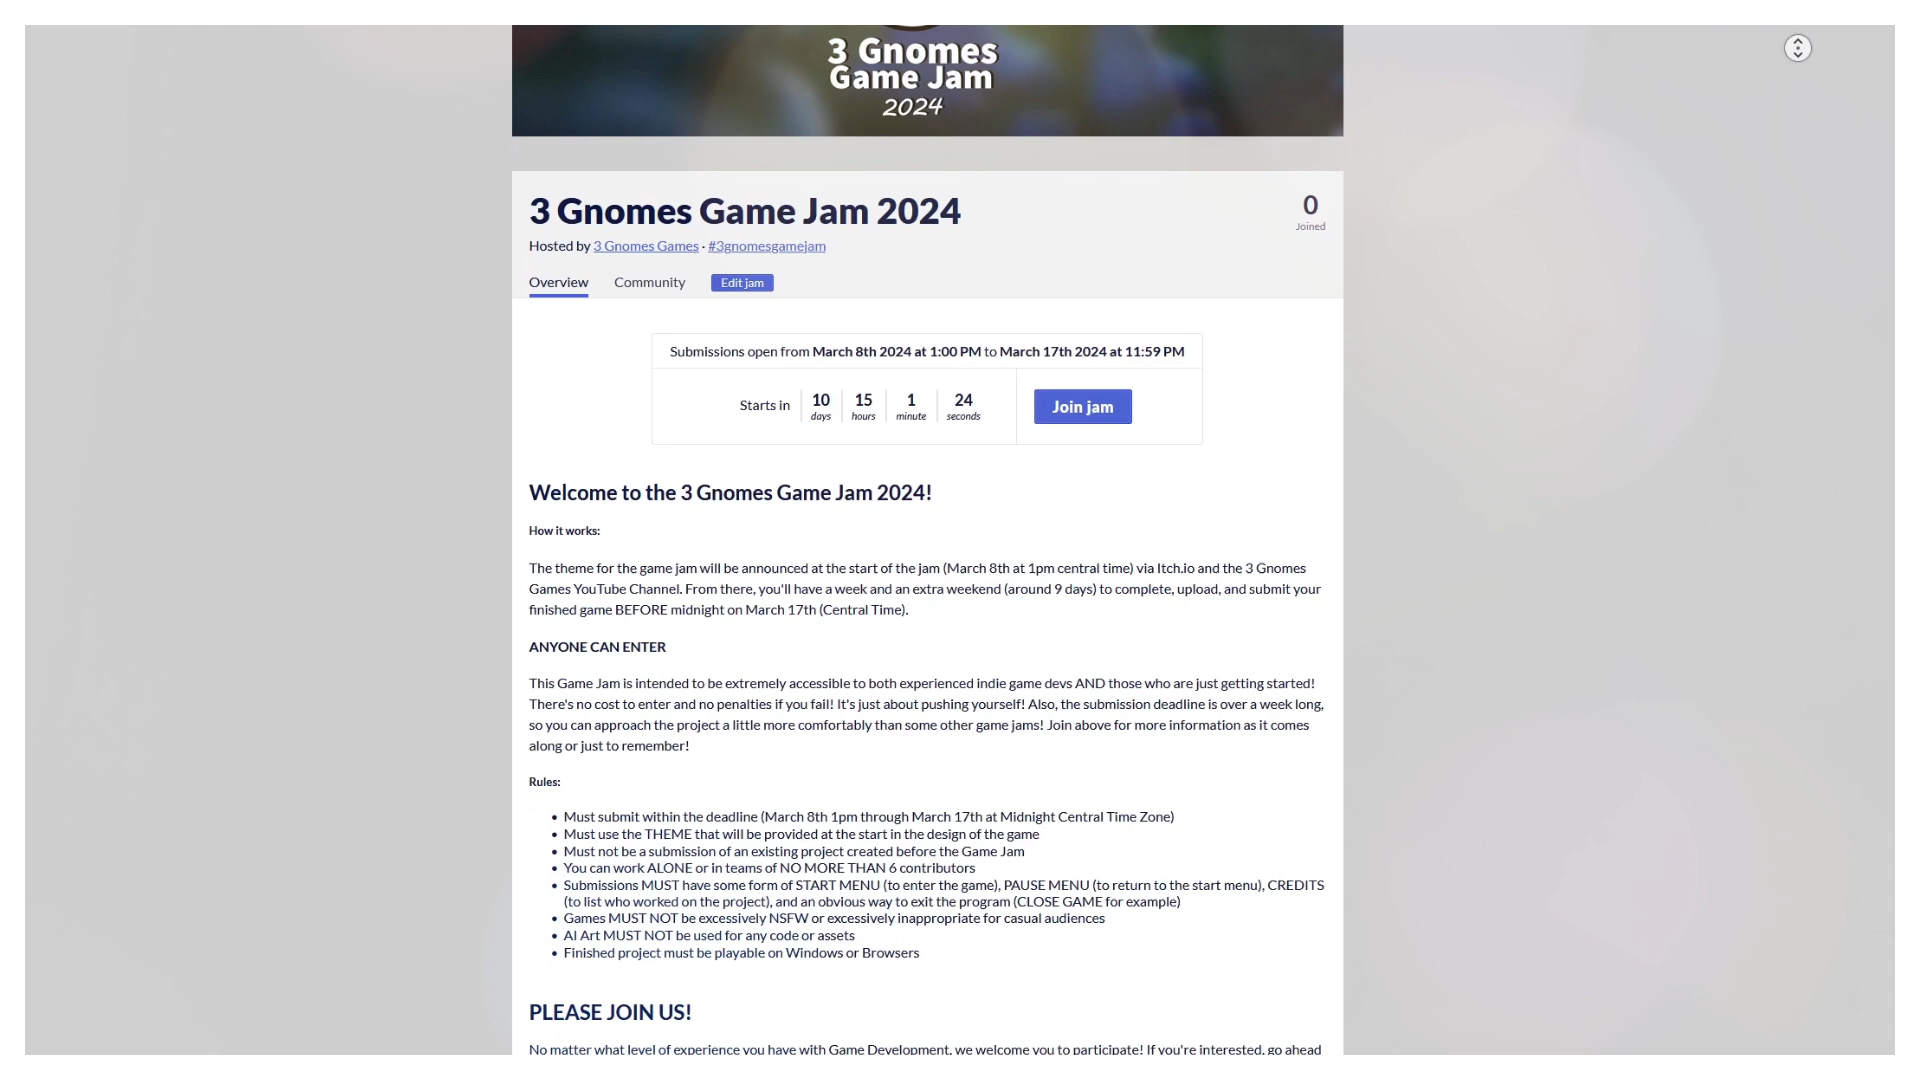 3 Gnomes
Game Jam
2024
3 Gnomes Game Jam 2024
0
Joined
Hosted by 3 Gnomes Games · #3gnomesgamejam
Overview
Community
Edit jam
Submissions open from March 8th 2024 at 1:00 PM to March 17th 2024 at 11:59 PM
Starts in
10
days
15
hours
1
minute
24
seconds
Join jam
Welcome to the 3 Gnomes Game Jam 2024!
How it works:
The theme for the game jam will be announced at the start of the jam (March 8th at 1pm central time) via Itch.io and the 3 Gnomes
Games YouTube Channel. From there, you'll have a week and an extra weekend (around 9 days) to complete, upload, and submit your
finished game BEFORE midnight on March 17th (Central Time).
ANYONE CAN ENTER
This Game Jam is intended to be extremely accessible to both experienced indie game devs AND those who are just getting started!
There's no cost to enter and no penalties if you fail! It's just about pushing yourself! Also, the submission deadline is over a week long,
so you can approach the project a little more comfortably than some other game jams! Join above for more information as it comes
along or just to remember!
Rules:
• Must submit within the deadline (March 8th 1pm through March 17th at Midnight Central Time Zone)
• Must use the THEME that will be provided at the start in the design of the game
• Must not be a submission of an existing project created before the Game Jam
• You can work ALONE or in teams of NO MORE THAN 6 contributors
• Submissions MUST have some form of START MENU (to enter the game), PAUSE MENU (to return to the start menu), CREDITS
(to list who worked on the project), and an obvious way to exit the program (CLOSE GAME for example)
• Games MUST NOT be excessively NSFW or excessively inappropriate for casual audiences
• AI Art MUST NOT be used for any code or assets
• Finished project must be playable on Windows or Browsers
PLEASE JOIN US!
No matter what level of experience you have with Game Development, we welcome you to participate! If you're interested, go ahead